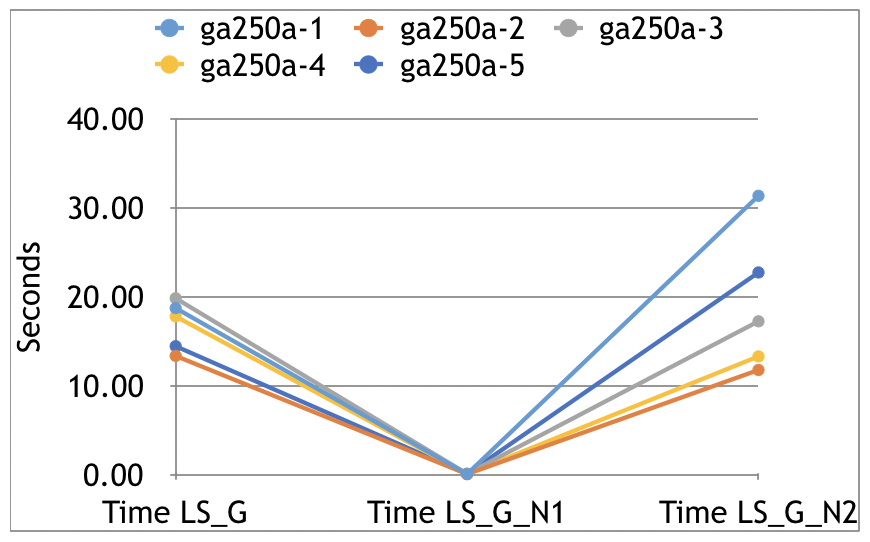 ga250a-1 ga250a-2 ga250a-3
ga250a-4 ga250a-5
Seconds
40.00
30.00
20.00
10.00
0.00
Time LS_G Time LS_G_N1 Time LS_G_N2